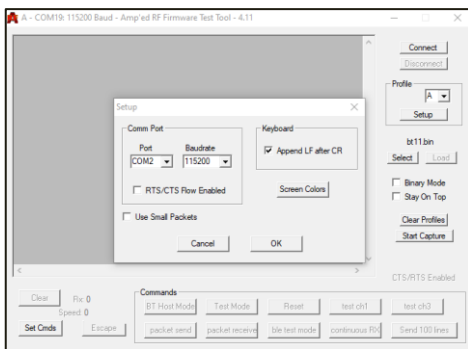 A - COM19: 115200 Baud - Amp'ed RF Firmware Test Tool - 4.11
Connect
Disconnect
Profile
A
Setup
bt11.bin
Select
Load
Binary Mode
Stay On Top
Clear Profiles
Start Capture
CTS/RTS Enabled
Setup
Comm Port
Port
Baudrate
COM2
115200
RTS/CTS Flow Enabled
Keyboard
Append LF after CR
Screen Colors
Use Small Packets
Cancel
OK
Clear
Rx: 0
Speed: 0
Set Cmds
Escape
Commands
BT Host Mode
Test Mode
Reset
test ch1
test ch3
packet send
packet receive
ble test mode
continuous RX
Send 100 lines